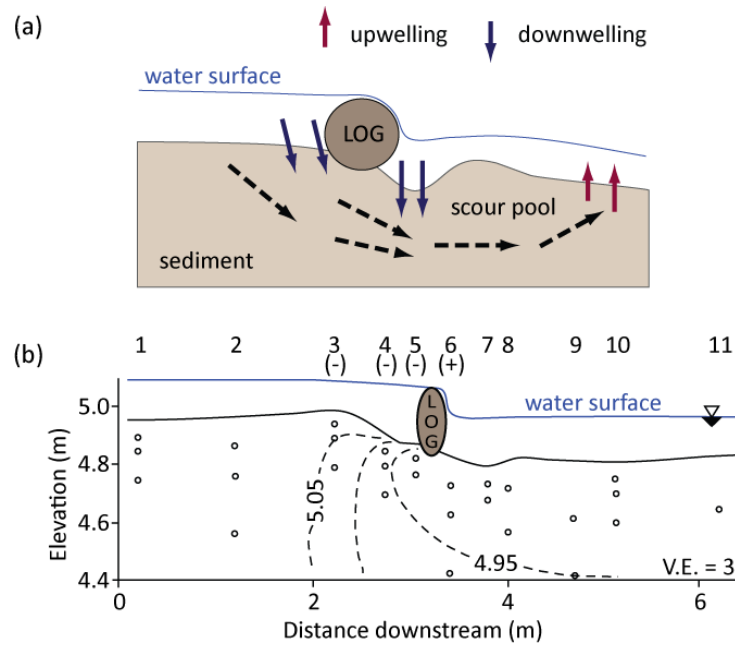 (a)
upwelling
downwelling
water surface
LOG
scour pool
sediment
(b)
1 2 3 4 5 6 7 8 9 10 11
(-) (-) (-) (+)
LOG
water surface
5.0
4.8
4.6
4.4
Elevation (m)
5.05
4.95
V.E. = 3
0 2 4 6
Distance downstream (m)